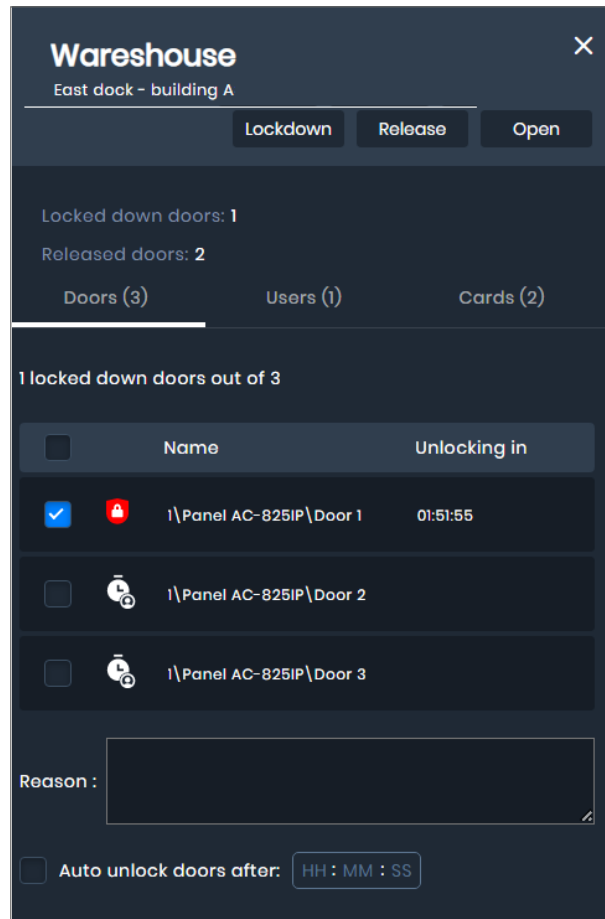 Wareshouse
East dock - building A
Lockdown Release Open
Locked down doors: 1
Released doors: 2
Doors (3) Users (1) Cards (2)
1 locked down doors out of 3
Name Unlocking in
1\Panel AC-825IP\Door 1 01:51:55
1\Panel AC-825IP\Door 2
1\Panel AC-825IP\Door 3
Reason :
Auto unlock doors after: HH : MM : SS